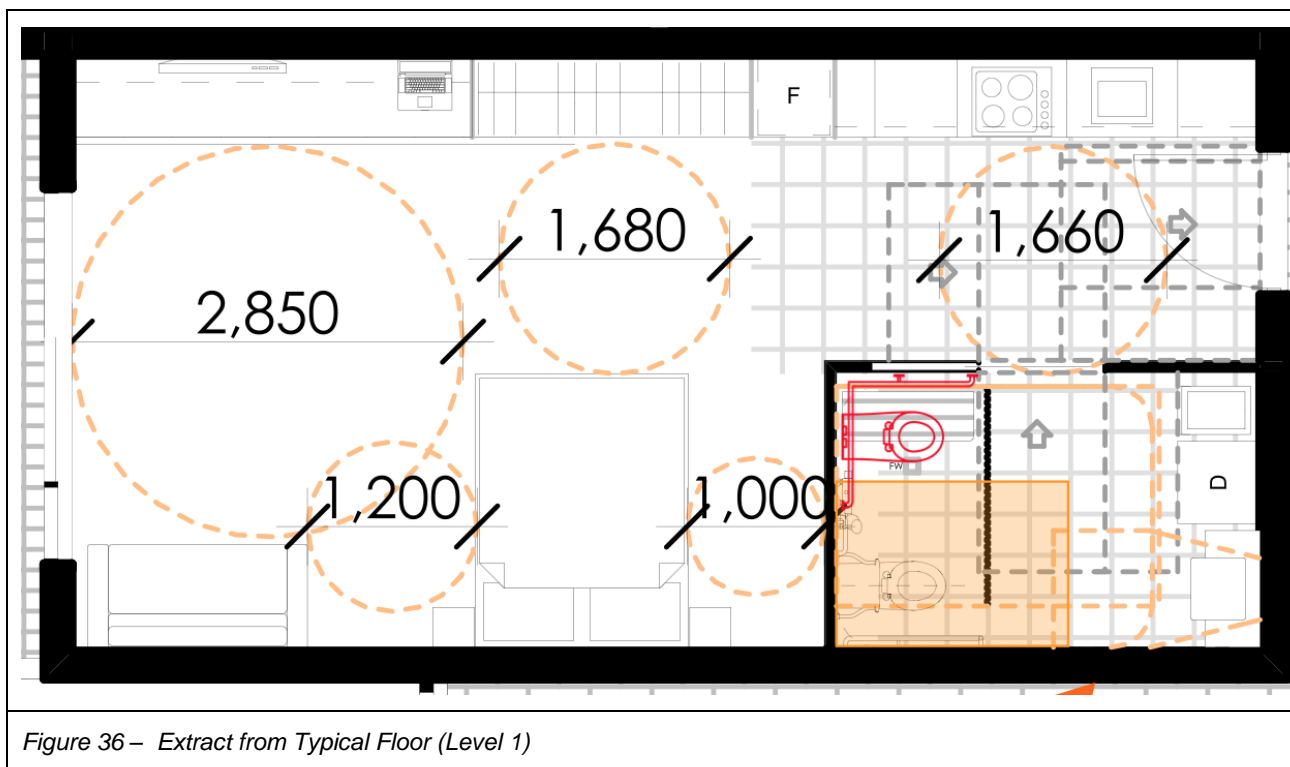 F
1,680
1,660
2,850
1,200
1,000
FW
D
Figure 36 – Extract from Typical Floor (Level 1)